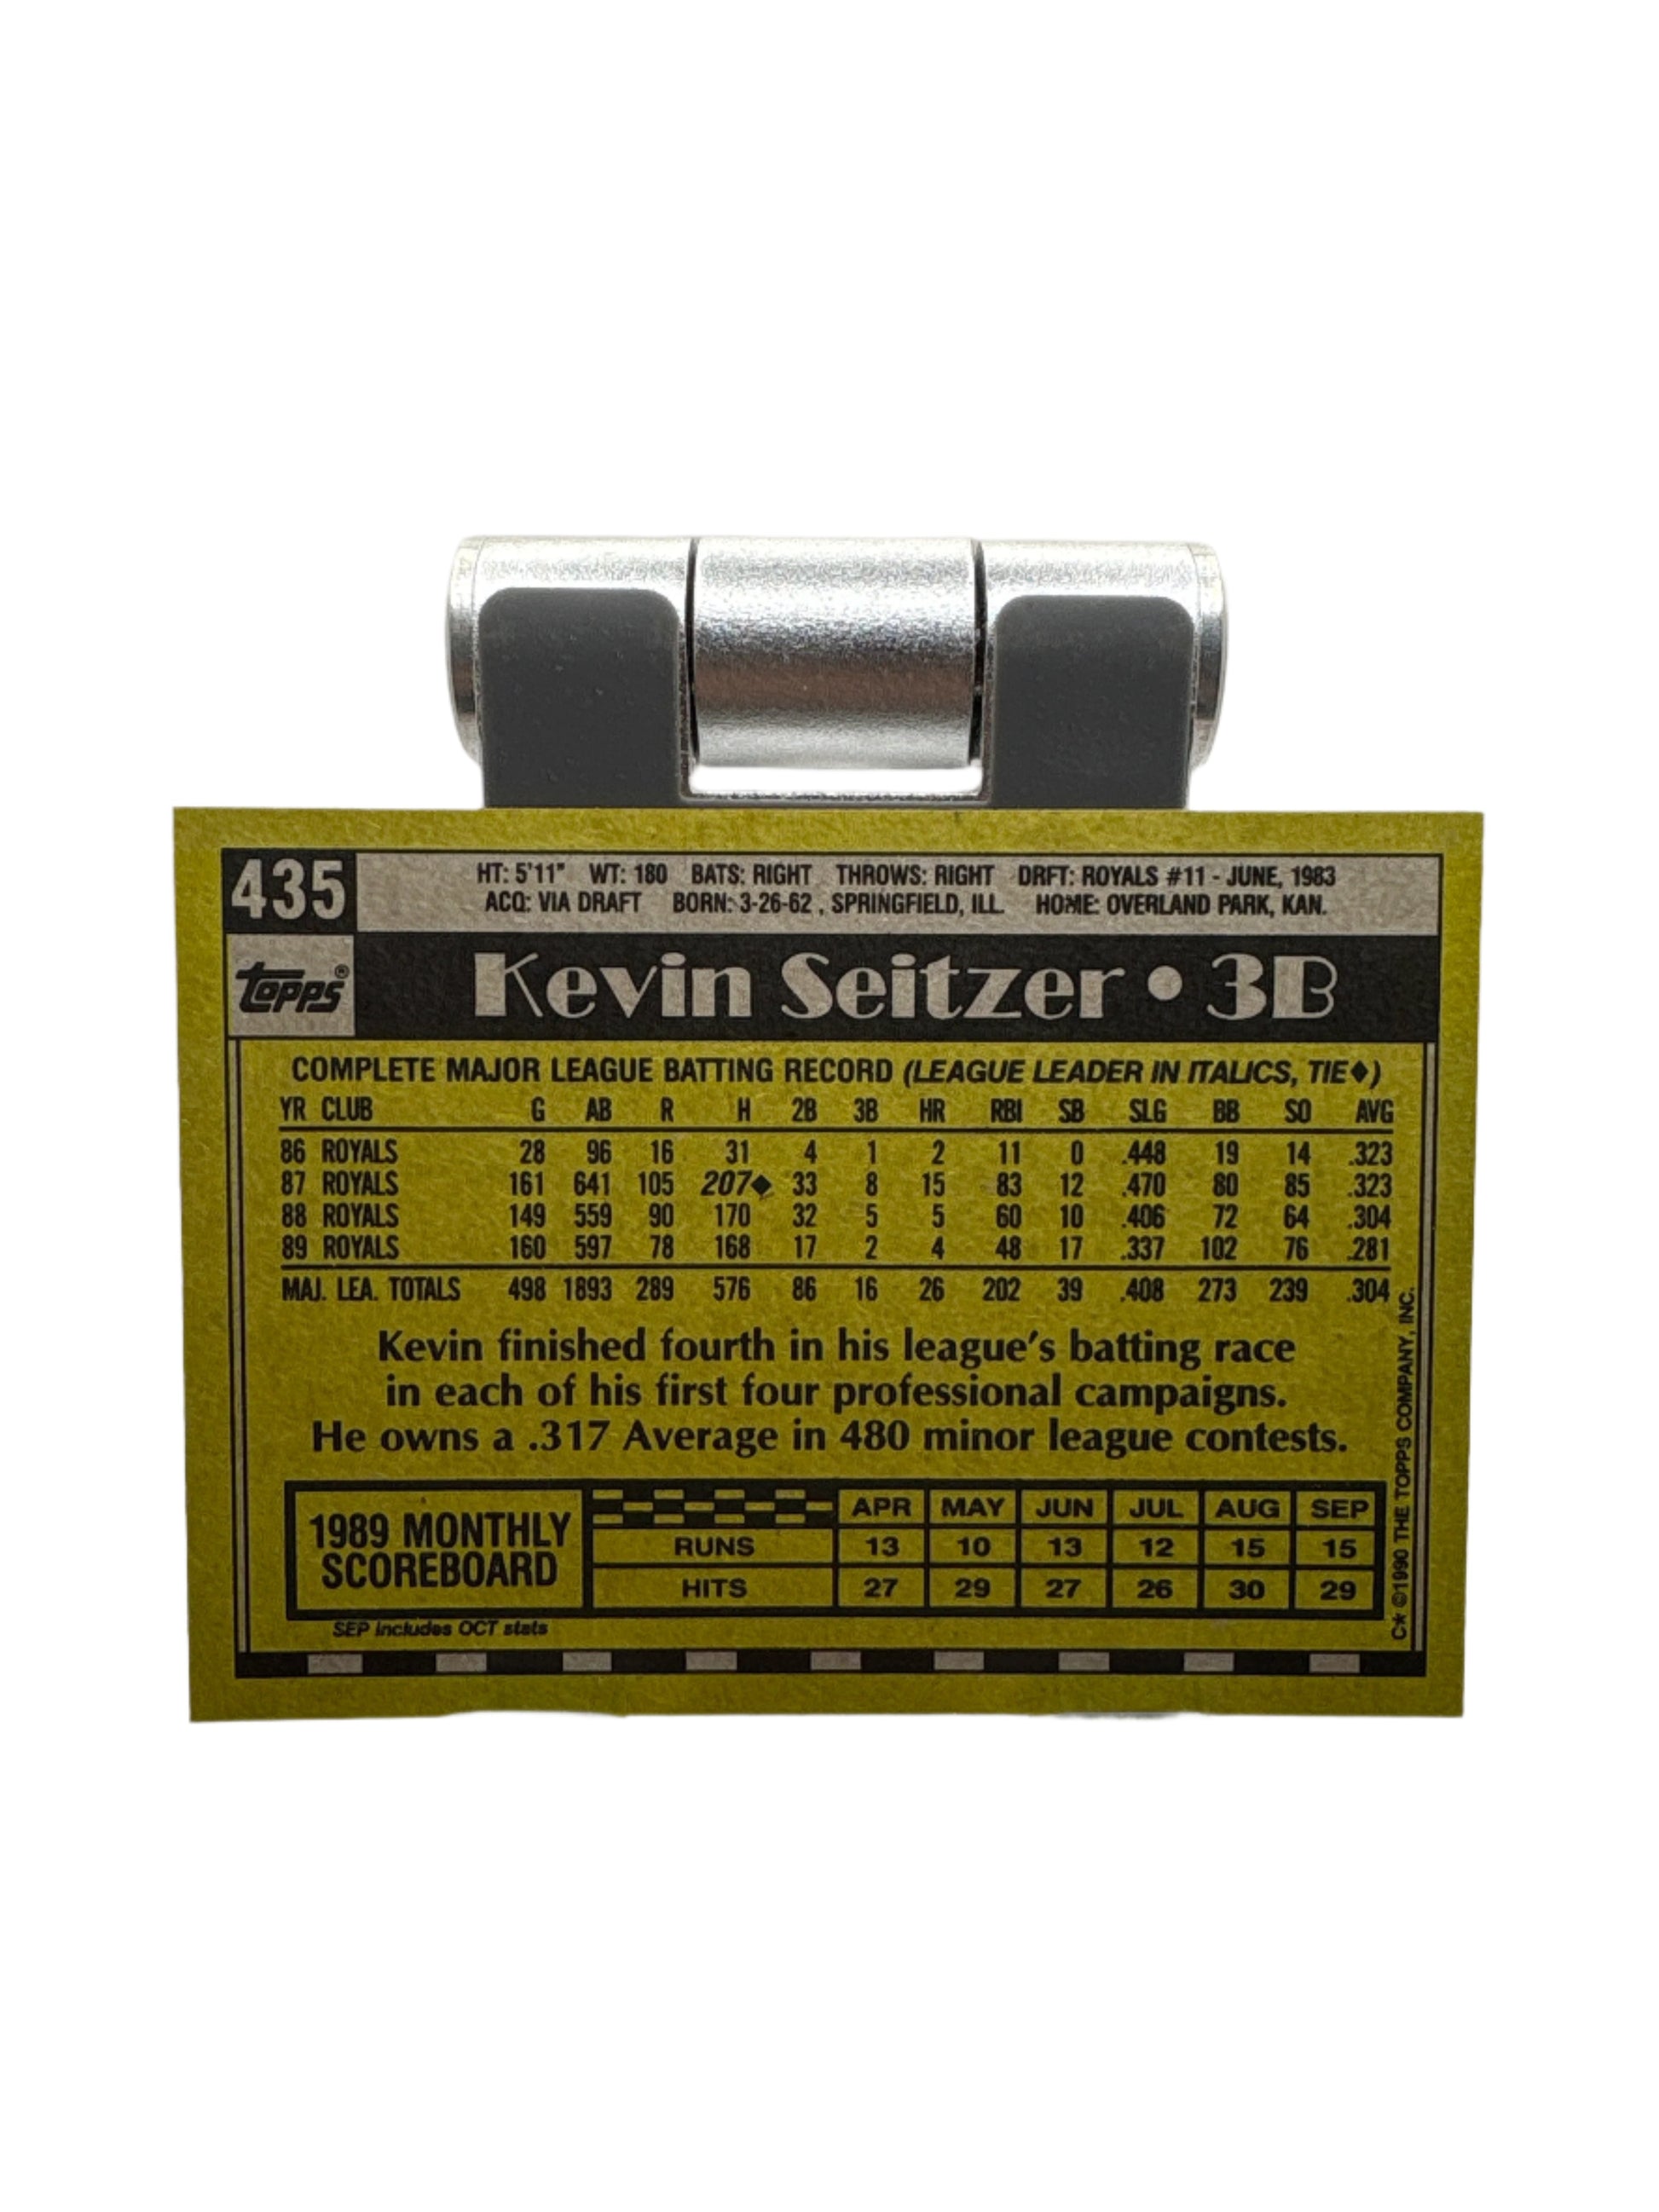 435
HT: 5'11" WT: 180 BATS: RIGHT THROWS: RIGHT DRFT: ROYALS #11 - JUNE, 1983
ACQ: VIA DRAFT BORN: 3-26-62, SPRINGFIELD, ILL. HOME: OVERLAND PARK, KAN.
topps®
Kevin Seitzer • 3B
COMPLETE MAJOR LEAGUE BATTING RECORD (LEAGUE LEADER IN ITALICS, TIE♦)
YR CLUB G AB R H 2B 3B HR RBI SB SLG BB SO AVG
86 ROYALS 28 96 16 31 4 1 2 11 0 .448 19 14 .323
87 ROYALS 161 641 105 207♦ 33 8 15 83 12 .470 80 85 .323
88 ROYALS 149 559 90 170 32 5 5 60 10 .406 72 64 .304
89 ROYALS 160 597 78 168 17 2 4 48 17 .337 102 76 .281
MAJ. LEA. TOTALS 498 1893 289 576 86 16 26 202 39 .408 273 239 .304
Kevin finished fourth in his league's batting race
in each of his first four professional campaigns.
He owns a .317 Average in 480 minor league contests.
1989 MONTHLY
SCOREBOARD
APR MAY JUN JUL AUG SEP
RUNS 13 10 13 12 15 15
HITS 27 29 27 26 30 29
SEP includes OCT stats
C* ©1990 THE TOPPS COMPANY, INC.